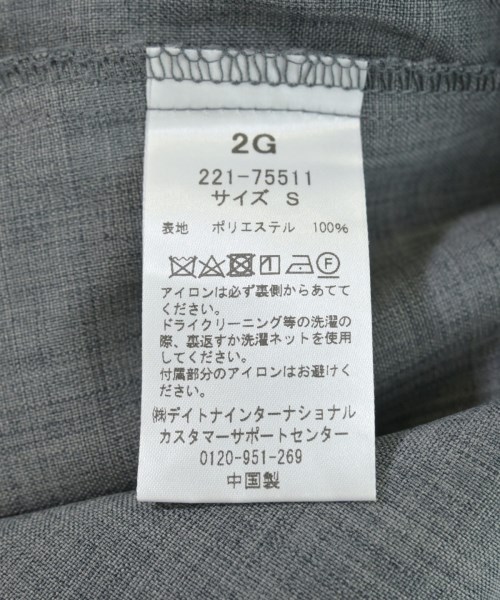 2G
221-75511
サイズ S
表地 ポリエステル 100%
F
アイロンは必ず裏側からあてて
ください。
ドライクリーニング等の洗濯の
際、裏返すか洗濯ネットを使用
してください。
付属部分のアイロンはお避けく
ださい。
㈱デイトナインターナショナル
カスタマーサポートセンター
0120-951-269
中国製